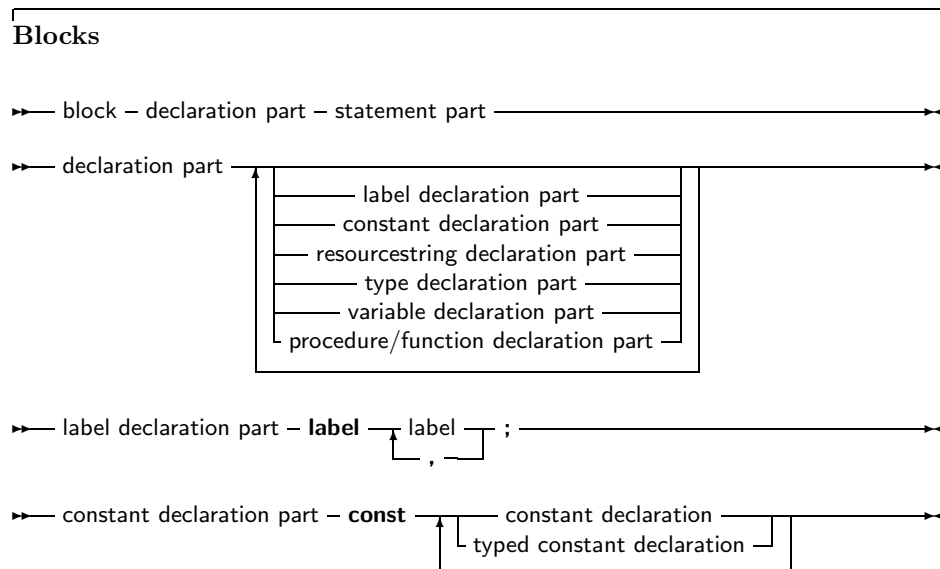 Blocks
block declaration part statement part
declaration part
label declaration part
constant declaration part
resourcestring declaration part
type declaration part
variable declaration part
procedure/function declaration part
label declaration part label label ;
,
constant declaration part const constant declaration
typed constant declaration